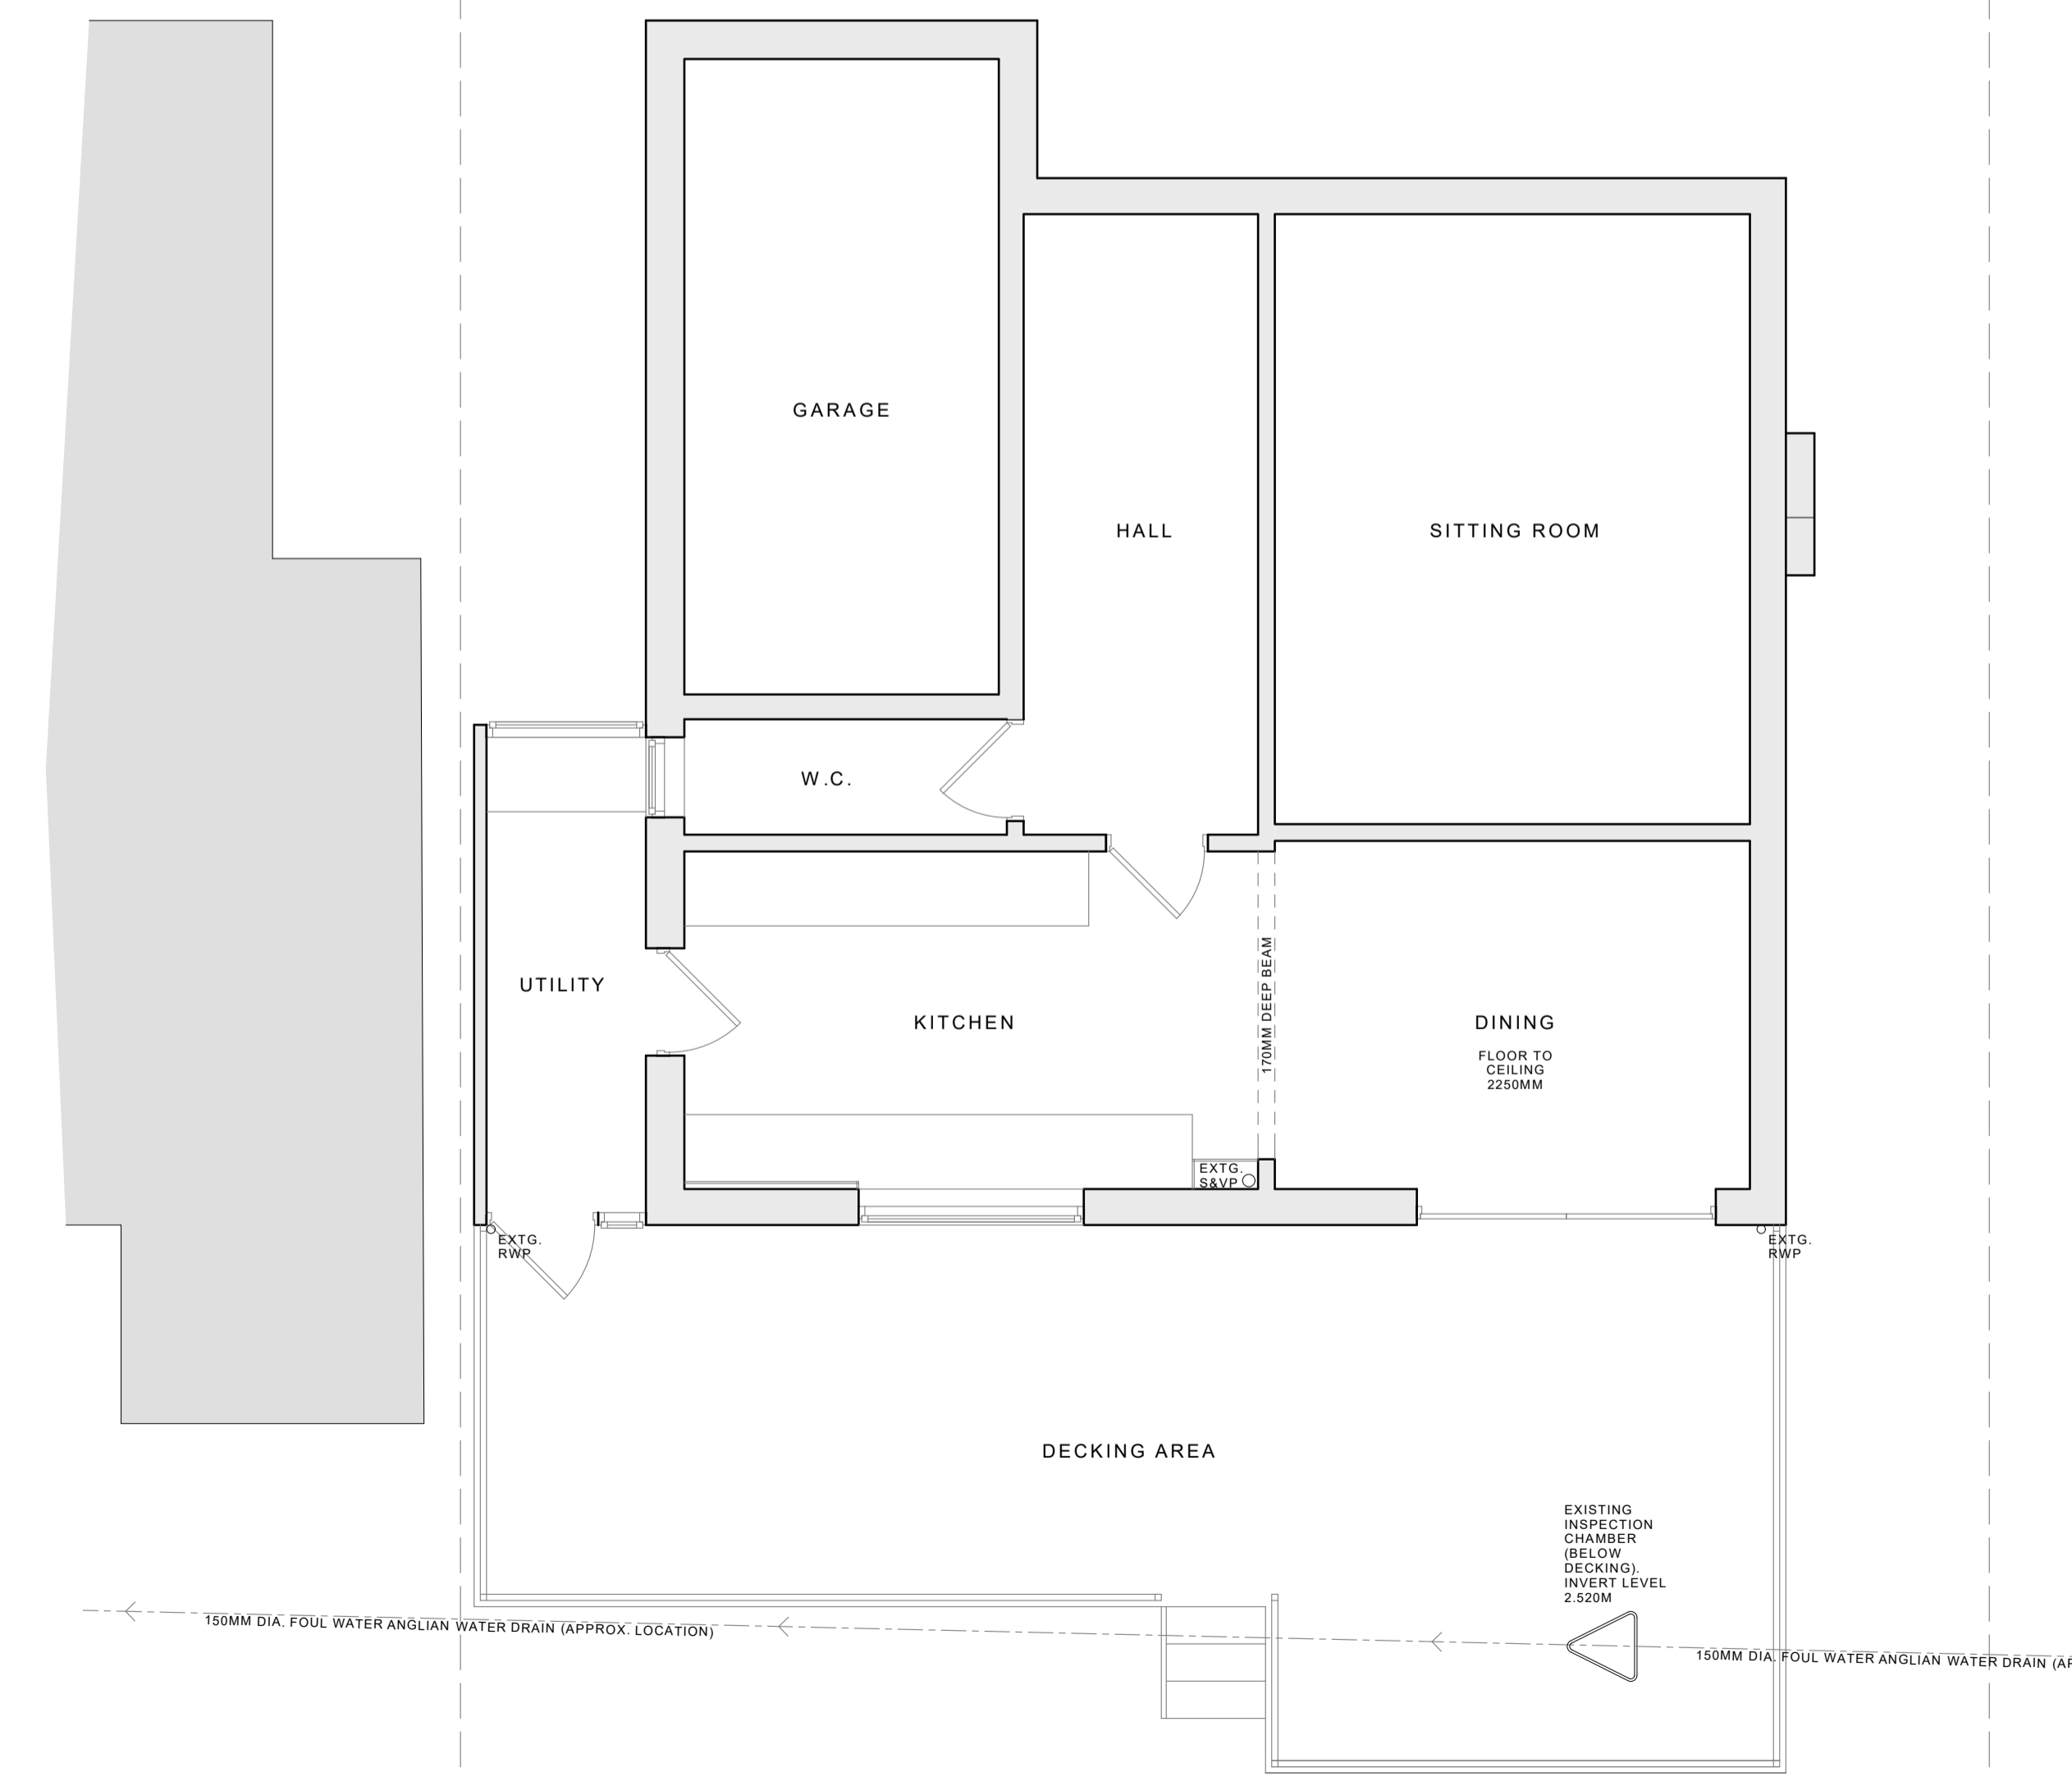 GARAGE
HALL
SITTING ROOM
W.C.
UTILITY
KITCHEN
170MM DEEP BEAM
DINING
FLOOR TO
CEILING
2250MM
EXTG.
S&VP
EXTG.
RWP
EXTG.
RWP
DECKING AREA
EXISTING
INSPECTION
CHAMBER
(BELOW
DECKING).
INVERT LEVEL
2.520M
150MM DIA. FOUL WATER ANGLIAN WATER DRAIN (APPROX. LOCATION)
150MM DIA. FOUL WATER ANGLIAN WATER DRAIN